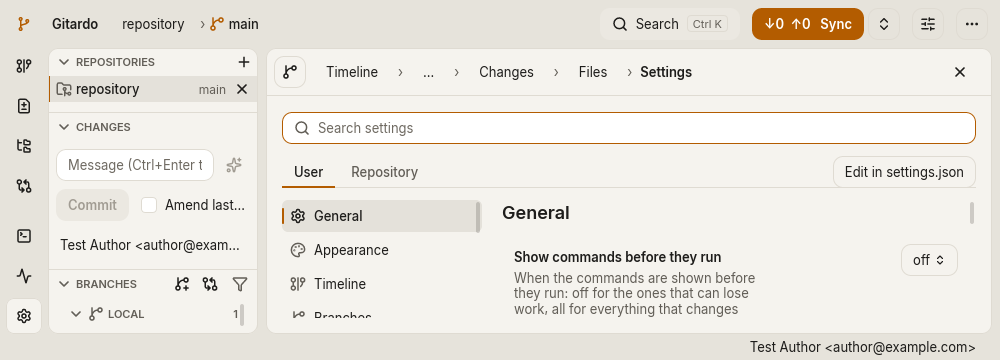 Gitardo
repository
main
Search
Ctrl K
↓0 ↑0 Sync
REPOSITORIES
repository
main
CHANGES
Message (Ctrl+Enter t
Commit
Amend last...
Test Author <author@exam...
BRANCHES
LOCAL
1
Timeline
...
Changes
Files
Settings
Search settings
User
Repository
Edit in settings.json
General
Appearance
Timeline
Branches
General
Show commands before they run
When the commands are shown before
they run: off for the ones that can lose
work, all for everything that changes
off
Test Author <author@example.com>